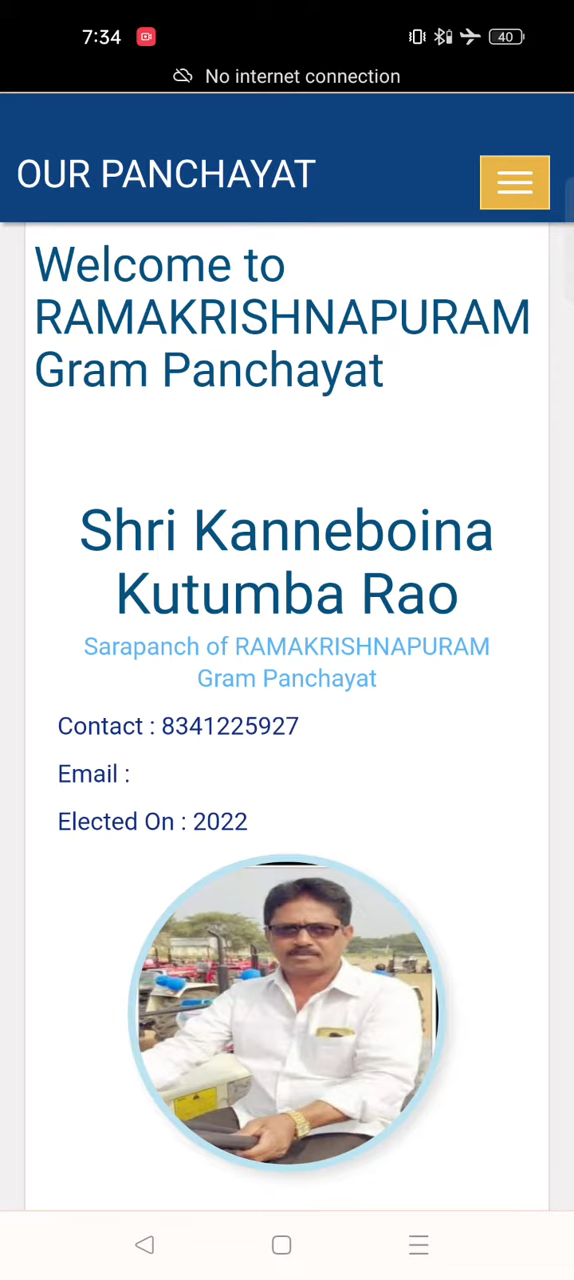 7:34
40
No internet connection
OUR PANCHAYAT
Welcome to
RAMAKRISHNAPURAM
Gram Panchayat
Shri Kanneboina
Kutumba Rao
Sarapanch of RAMAKRISHNAPURAM
Gram Panchayat
Contact : 8341225927
Email :
Elected On : 2022